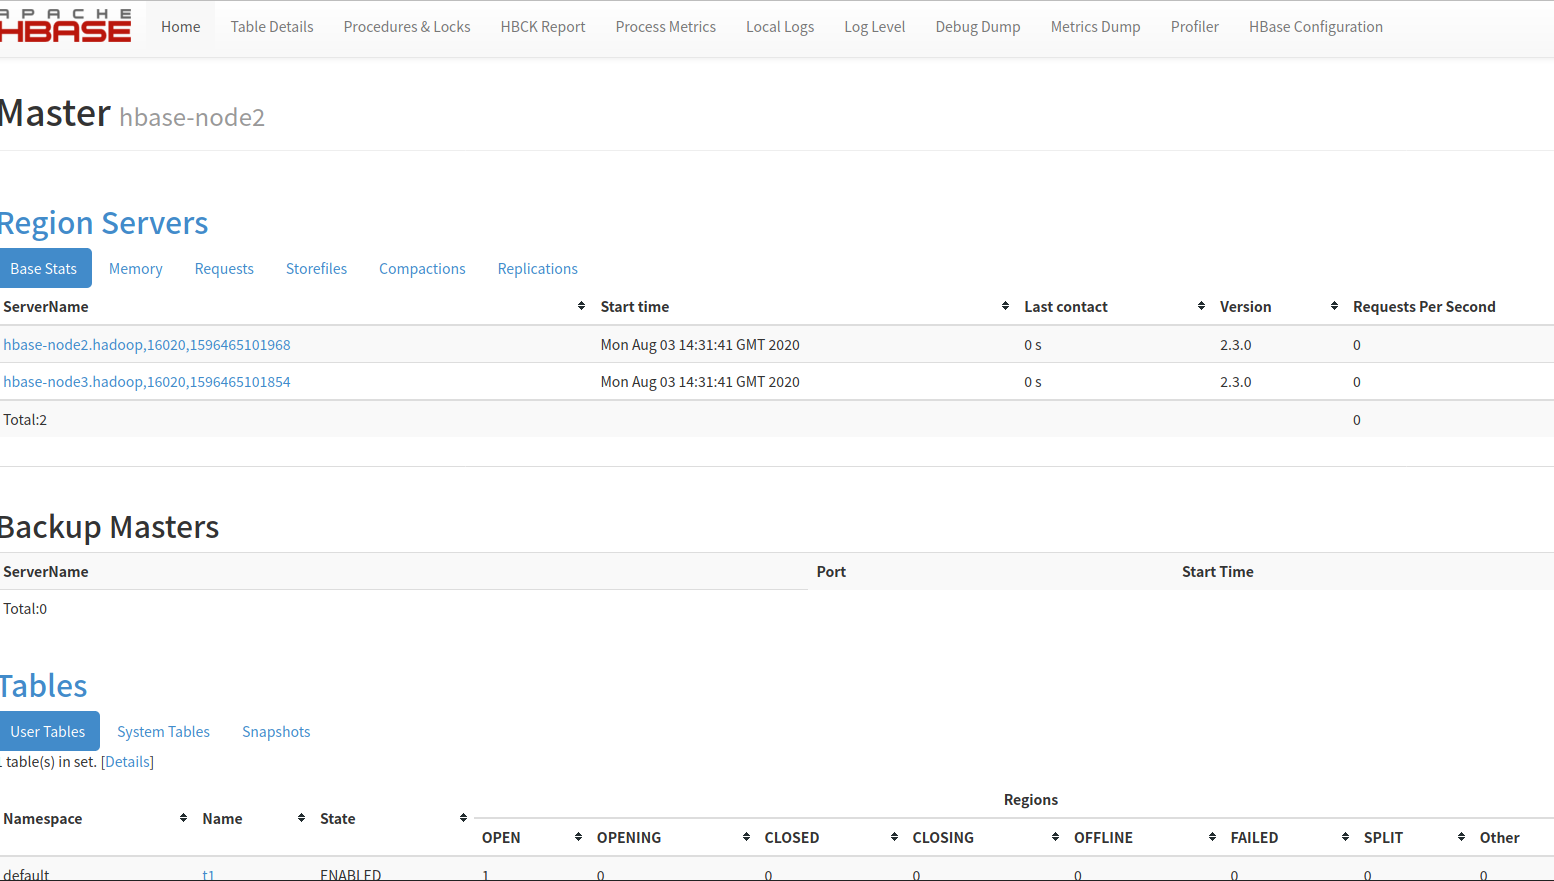 APACHE
HBASE
Home Table Details Procedures & Locks HBCK Report Process Metrics Local Logs Log Level Debug Dump Metrics Dump Profiler HBase Configuration
Master hbase-node2
Region Servers
Base Stats Memory Requests Storefiles Compactions Replications
ServerName Start time Last contact Version Requests Per Second
hbase-node2.hadoop,16020,1596465101968 Mon Aug 03 14:31:41 GMT 2020 0 s 2.3.0 0
hbase-node3.hadoop,16020,1596465101854 Mon Aug 03 14:31:41 GMT 2020 0 s 2.3.0 0
Total:2 0
Backup Masters
ServerName Port Start Time
Total:0
Tables
User Tables System Tables Snapshots
1 table(s) in set. [Details]
Regions
Namespace Name State
OPEN OPENING CLOSED CLOSING OFFLINE FAILED SPLIT Other
default t1 ENABLED 1 0 0 0 0 0 0 0